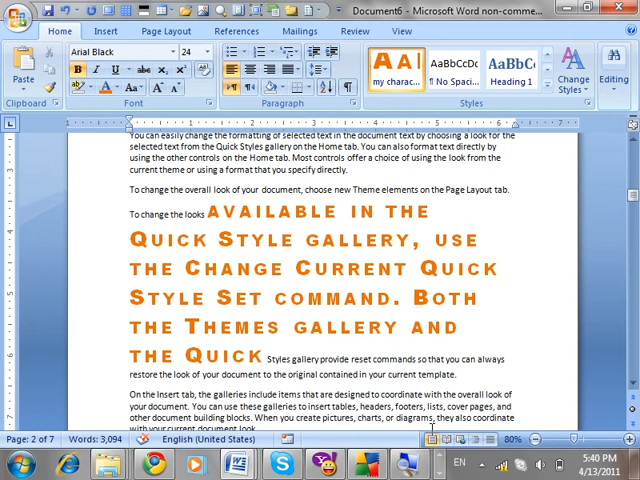 Document6 - Microsoft Word non-comme...
Home
Insert
Page Layout
References
Mailings
Review
View
Paste
Clipboard
Arial Black
24
Font
Paragraph
AaBbCcDc
AaBbC
my charac...
¶ No Spaci...
Heading 1
Change
Styles
Styles
Editing
You can easily change the formatting of selected text in the document text by choosing a look for the
selected text from the Quick Styles gallery on the Home tab. You can also format text directly by
using the other controls on the Home tab. Most controls offer a choice of using the look from the
current theme or using a format that you specify directly.
To change the overall look of your document, choose new Theme elements on the Page Layout tab.
To change the looks AVAILABLE IN THE
QUICK STYLE GALLERY, USE
THE CHANGE CURRENT QUICK
STYLE SET COMMAND. BOTH
THE THEMES GALLERY AND
THE QUICK Styles gallery provide reset commands so that you can always
restore the look of your document to the original contained in your current template.
On the Insert tab, the galleries include items that are designed to coordinate with the overall look of
your document. You can use these galleries to insert tables, headers, footers, lists, cover pages, and
other document building blocks. When you create pictures, charts, or diagrams, they also coordinate
with your current document look.
Page: 2 of 7
Words: 3,094
English (United States)
80%
EN
5:40 PM
4/13/2011